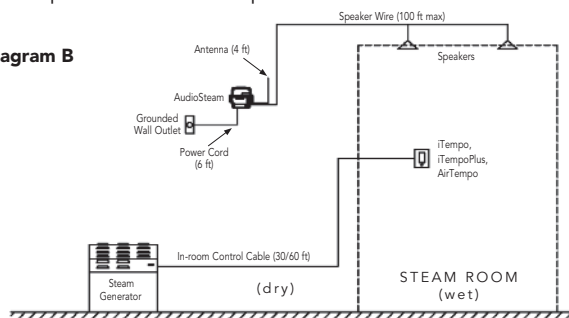 Speaker Wire (100 ft max)
agram B
Antenna (4 ft)
Speakers
AudioSteam
Grounded
Wall Outlet
Power Cord
(6 ft)
iTempo,
iTempoPlus,
AirTempo
In-room Control Cable (30/60 ft)
Steam
Generator
(dry)
STEAM ROOM
(wet)